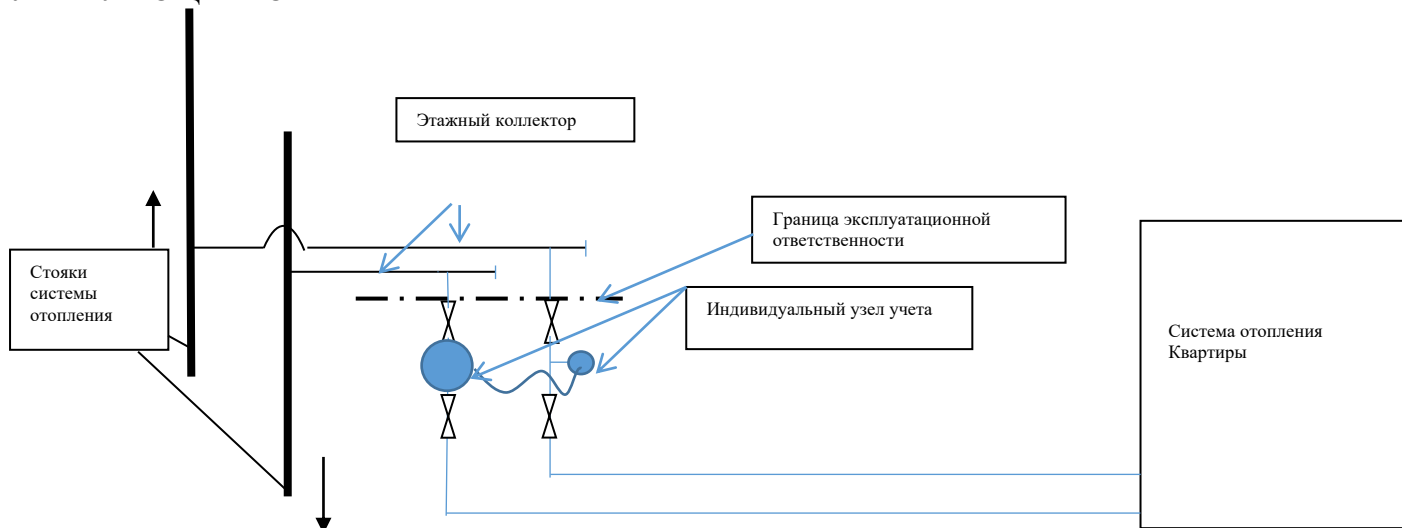 Этажный коллектор
Граница эксплуатационной
ответственности
Стояки
системы
отопления
Индивидуальный узел учета
Система отопления
Квартиры